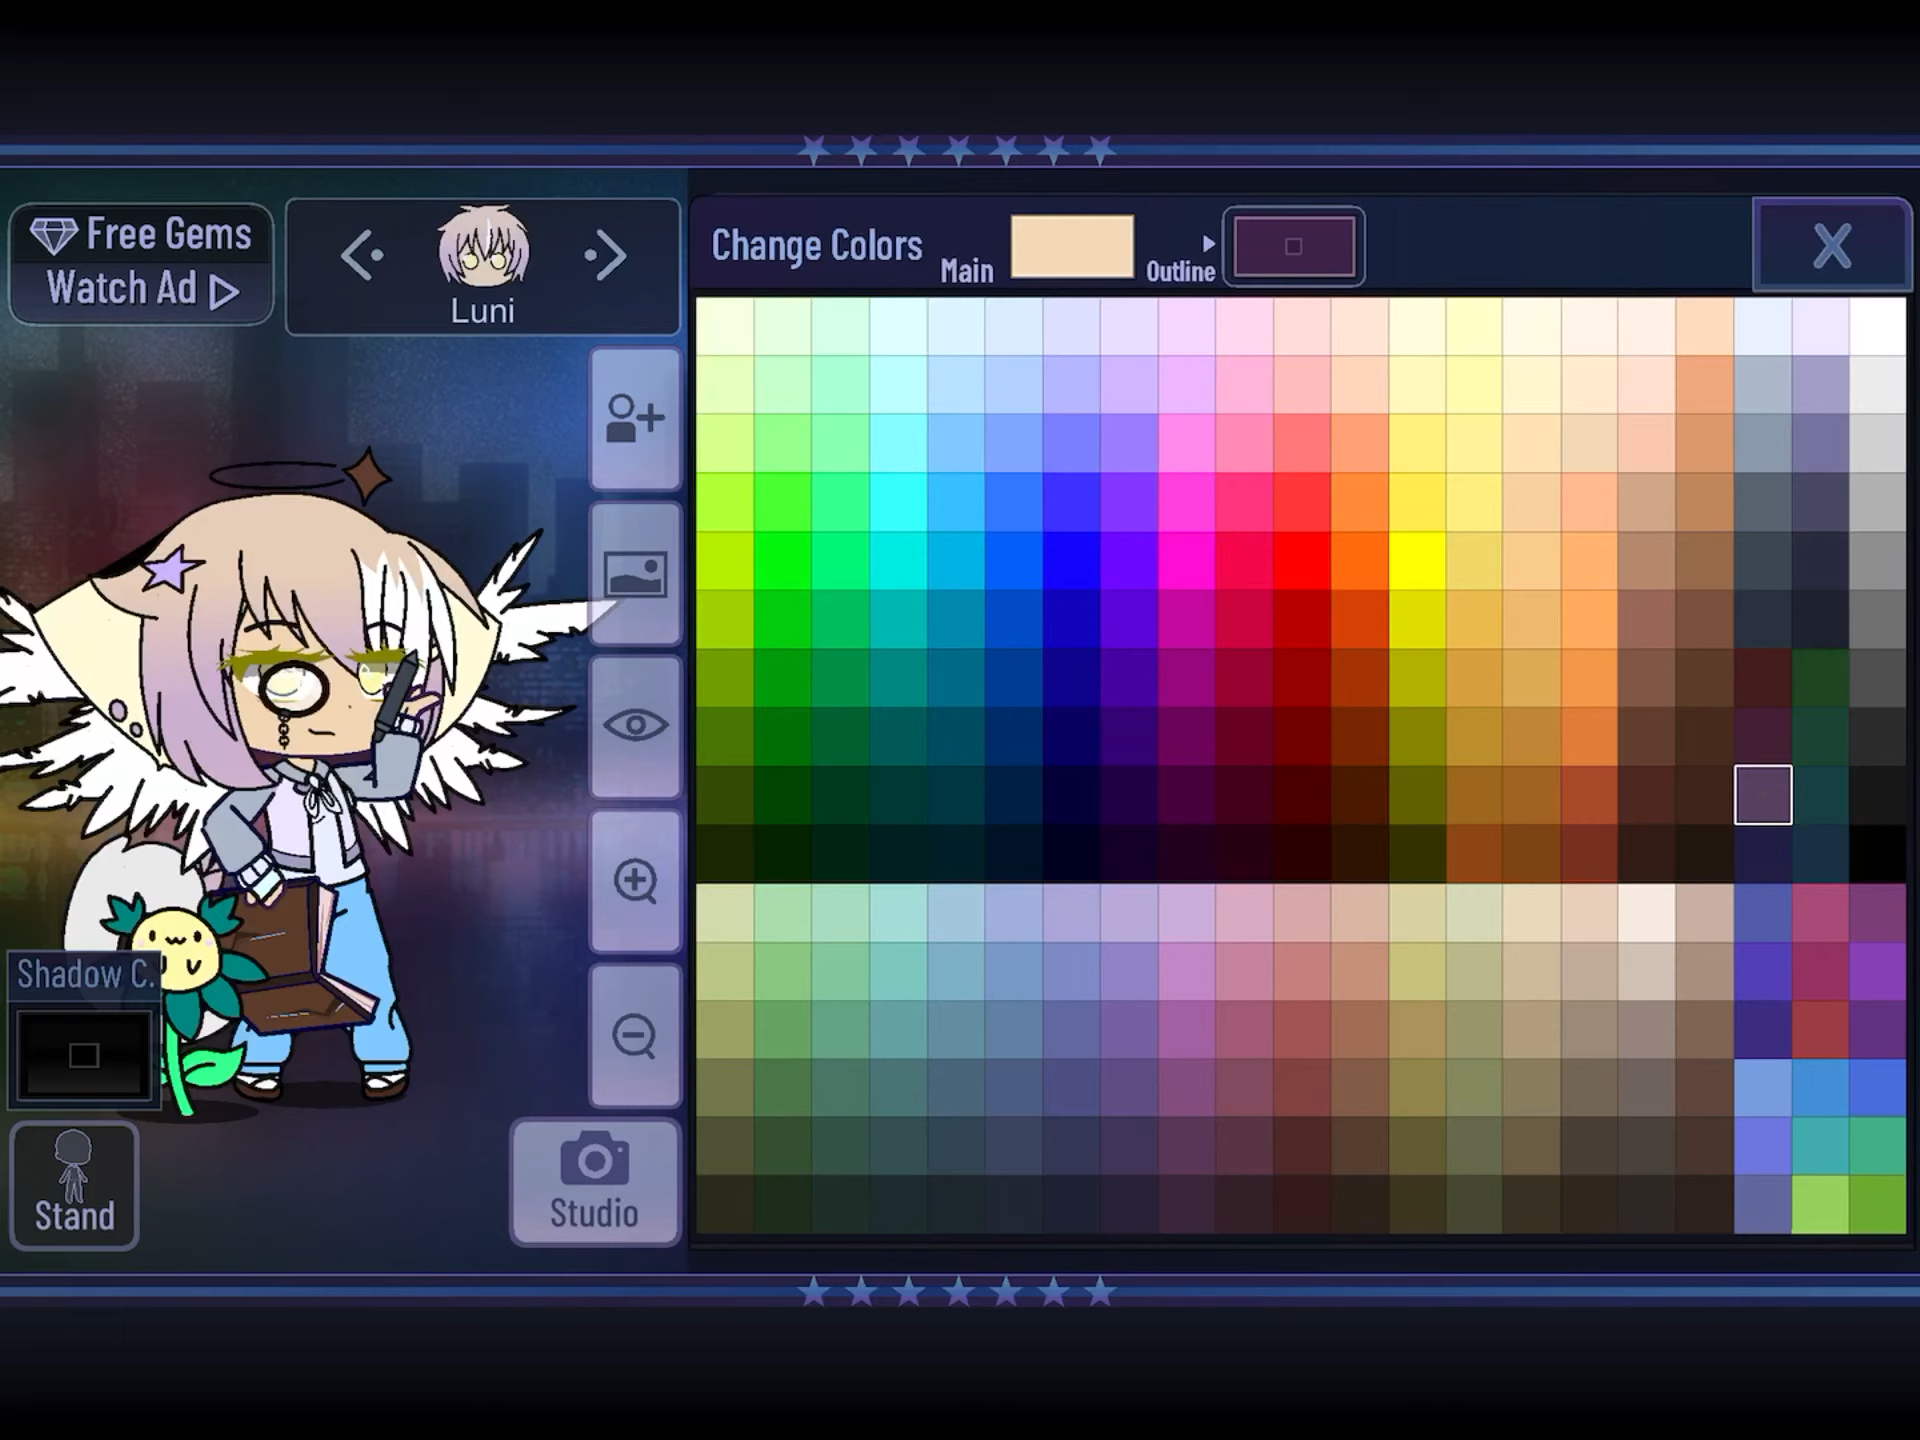 Free Gems
Watch Ad
Luni
Change Colors
Main
Outline
X
Shadow C.
Stand
Studio